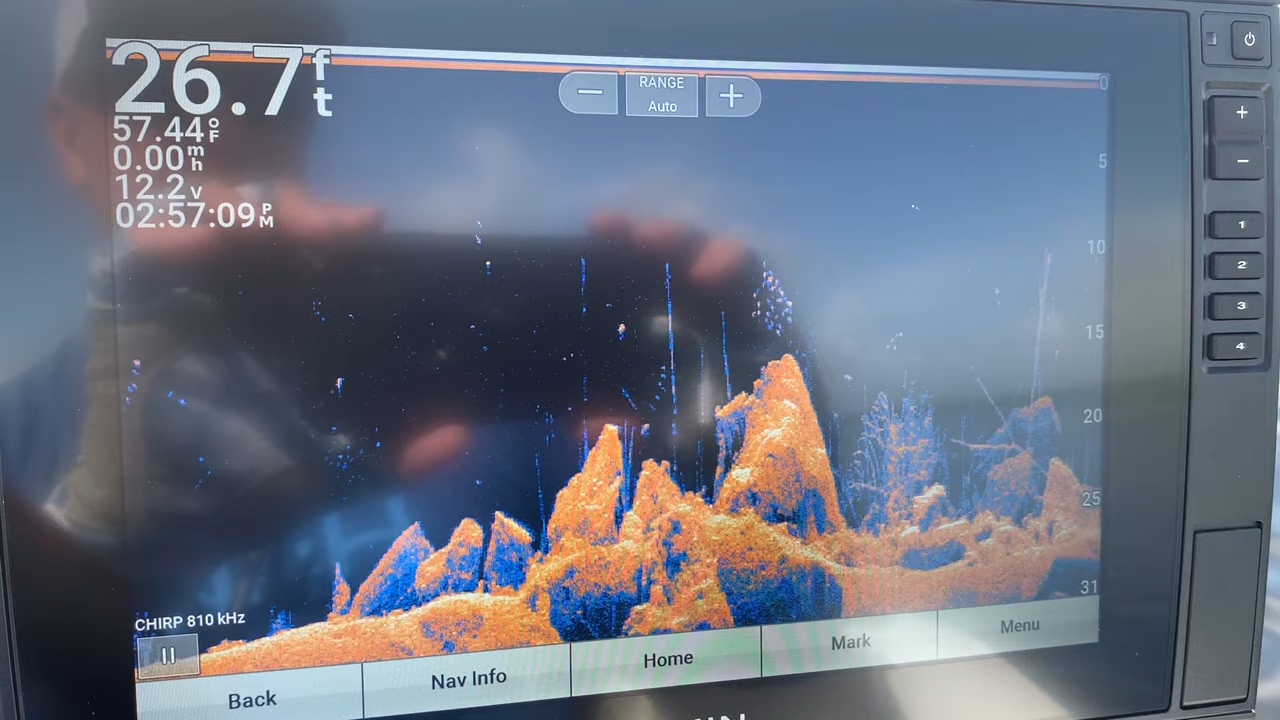 26.7 ft
57.44 °F
0.00 mh
12.2 v
02:57:09 PM
RANGE
Auto
0
5
10
15
20
25
31
CHIRP 810 kHz
Back
Nav Info
Home
Mark
Menu
+
−
1
2
3
4